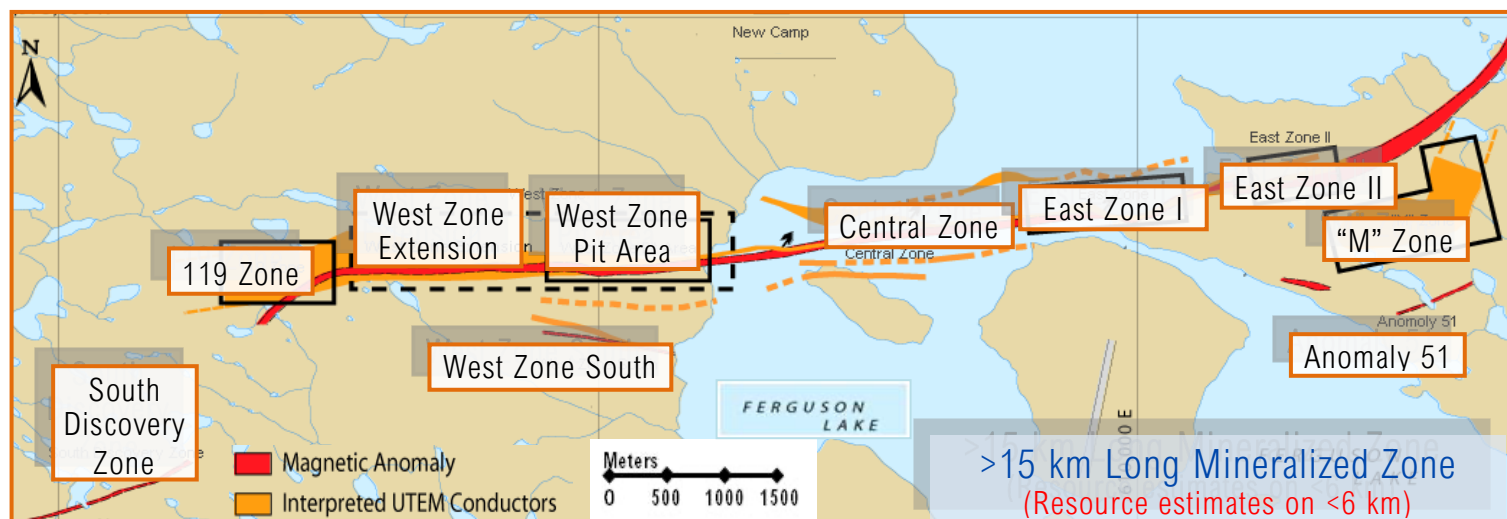 New Camp
N
East Zone II
West Zone
Extension
West Zone
Pit Area
119 Zone
Central Zone
Central Zone
East Zone I
East Zone II
“M” Zone
Anomoly 51
Anomaly 51
West Zone South
South
Discovery
Zone
FERGUSON
LAKE
Magnetic Anomaly
Interpreted UTEM Conductors
Meters
0 500 1000 1500
>15 km Long Mineralized Zone
(Resource estimates on <6 km)